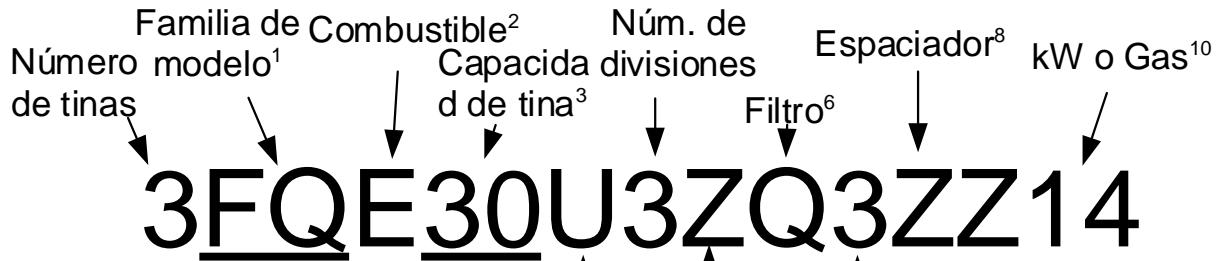 Número de tinas
Familia de modelo¹
Combustible²
Capacida d de tina³
Núm. de divisiones
Filtro⁶
Espaciador⁸
kW o Gas¹⁰
3FQE30U3ZQ3ZZ14